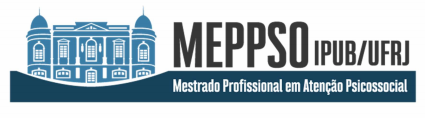 MEPPSO IPUB/UFRJ
Mestrado Profissional em Atenção Psicossocial